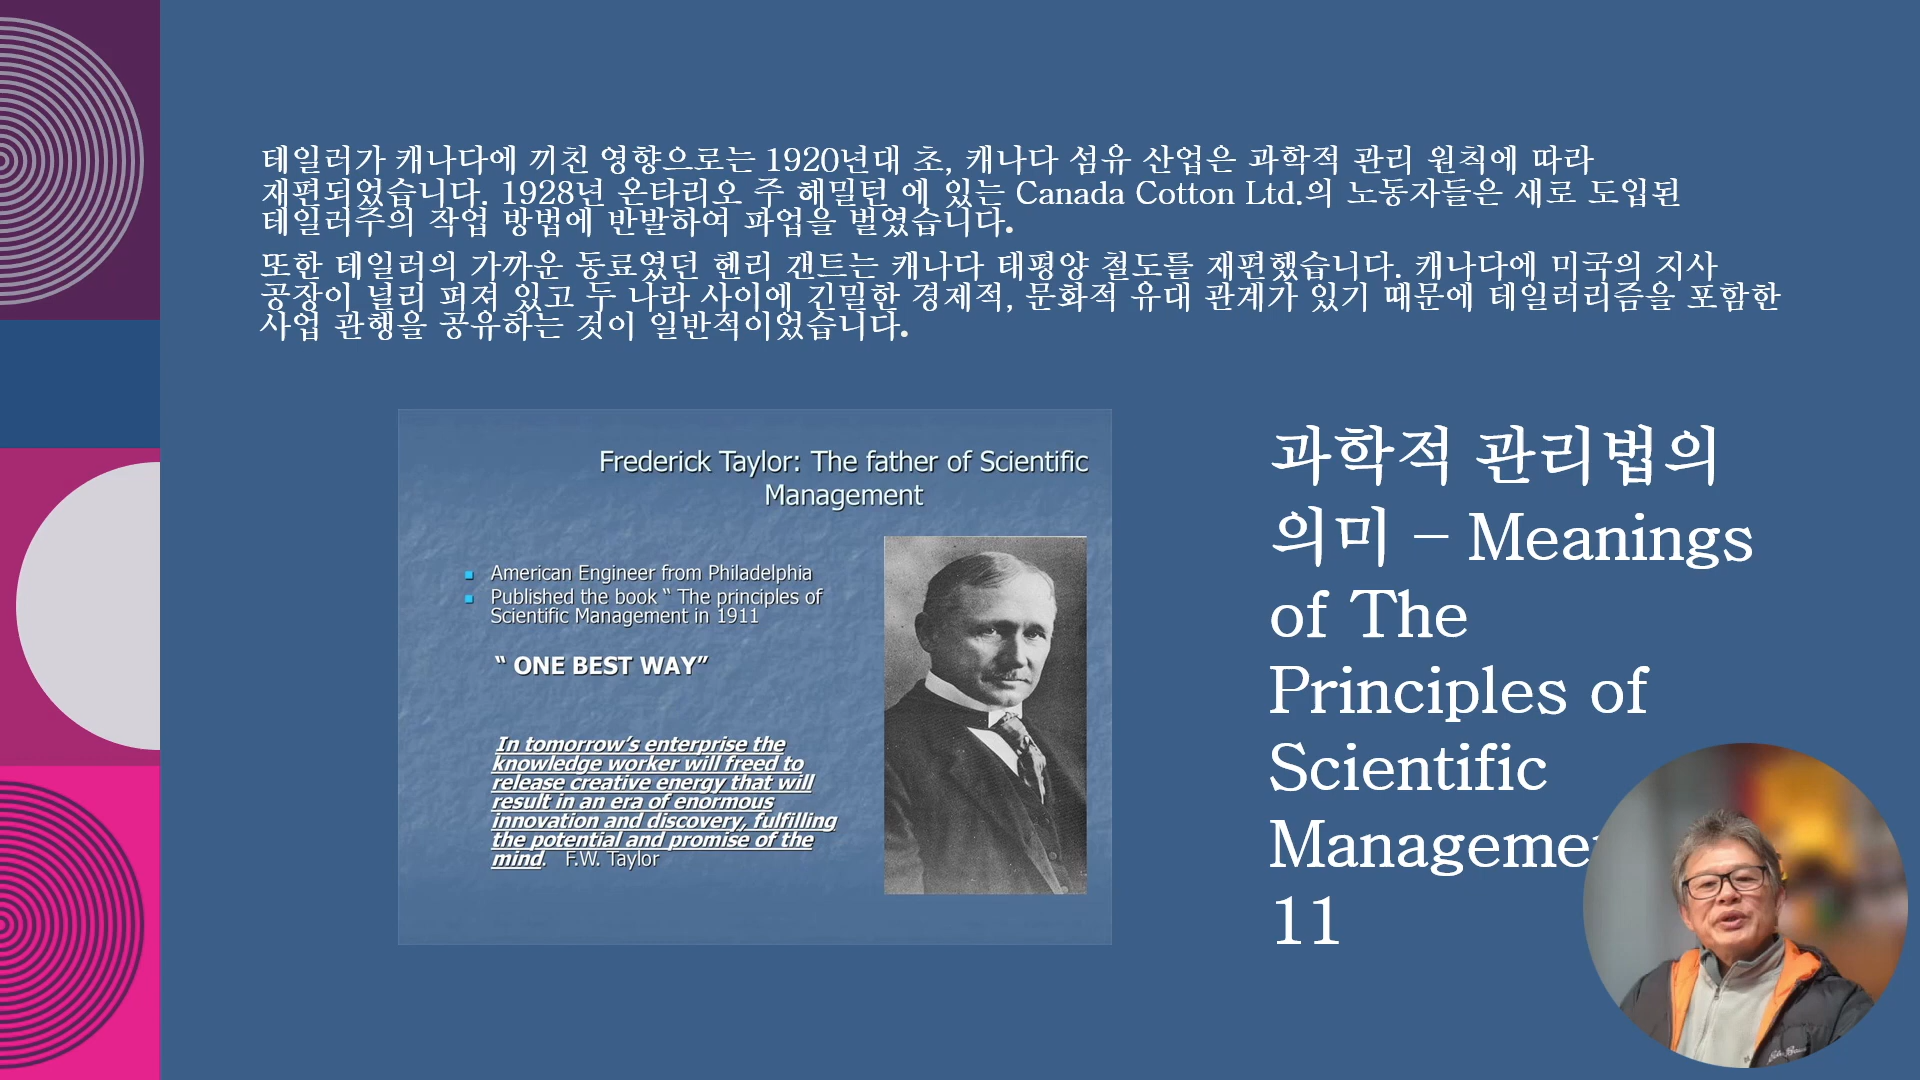 테일러가 캐나다에 끼친 영향으로는 1920년대 초, 캐나다 섬유 산업은 과학적 관리 원칙에 따라
재편되었습니다. 1928년 온타리오 주 해밀턴 에 있는 Canada Cotton Ltd.의 노동자들은 새로 도입된
테일러주의 작업 방법에 반발하여 파업을 벌였습니다.
또한 테일러의 가까운 동료였던 헨리 갠트는 캐나다 태평양 철도를 재편했습니다. 캐나다에 미국의 지사
공장이 널리 퍼져 있고 두 나라 사이에 긴밀한 경제적, 문화적 유대 관계가 있기 때문에 테일러리즘을 포함한
사업 관행을 공유하는 것이 일반적이었습니다.
Frederick Taylor: The father of Scientific
Management
American Engineer from Philadelphia
Published the book “ The principles of
Scientific Management in 1911
“ ONE BEST WAY”
In tomorrow’s enterprise the
knowledge worker will freed to
release creative energy that will
result in an era of enormous
innovation and discovery, fulfilling
the potential and promise of the
mind. F.W. Taylor
과학적 관리법의
의미 – Meanings
of The
Principles of
Scientific
Manageme
11